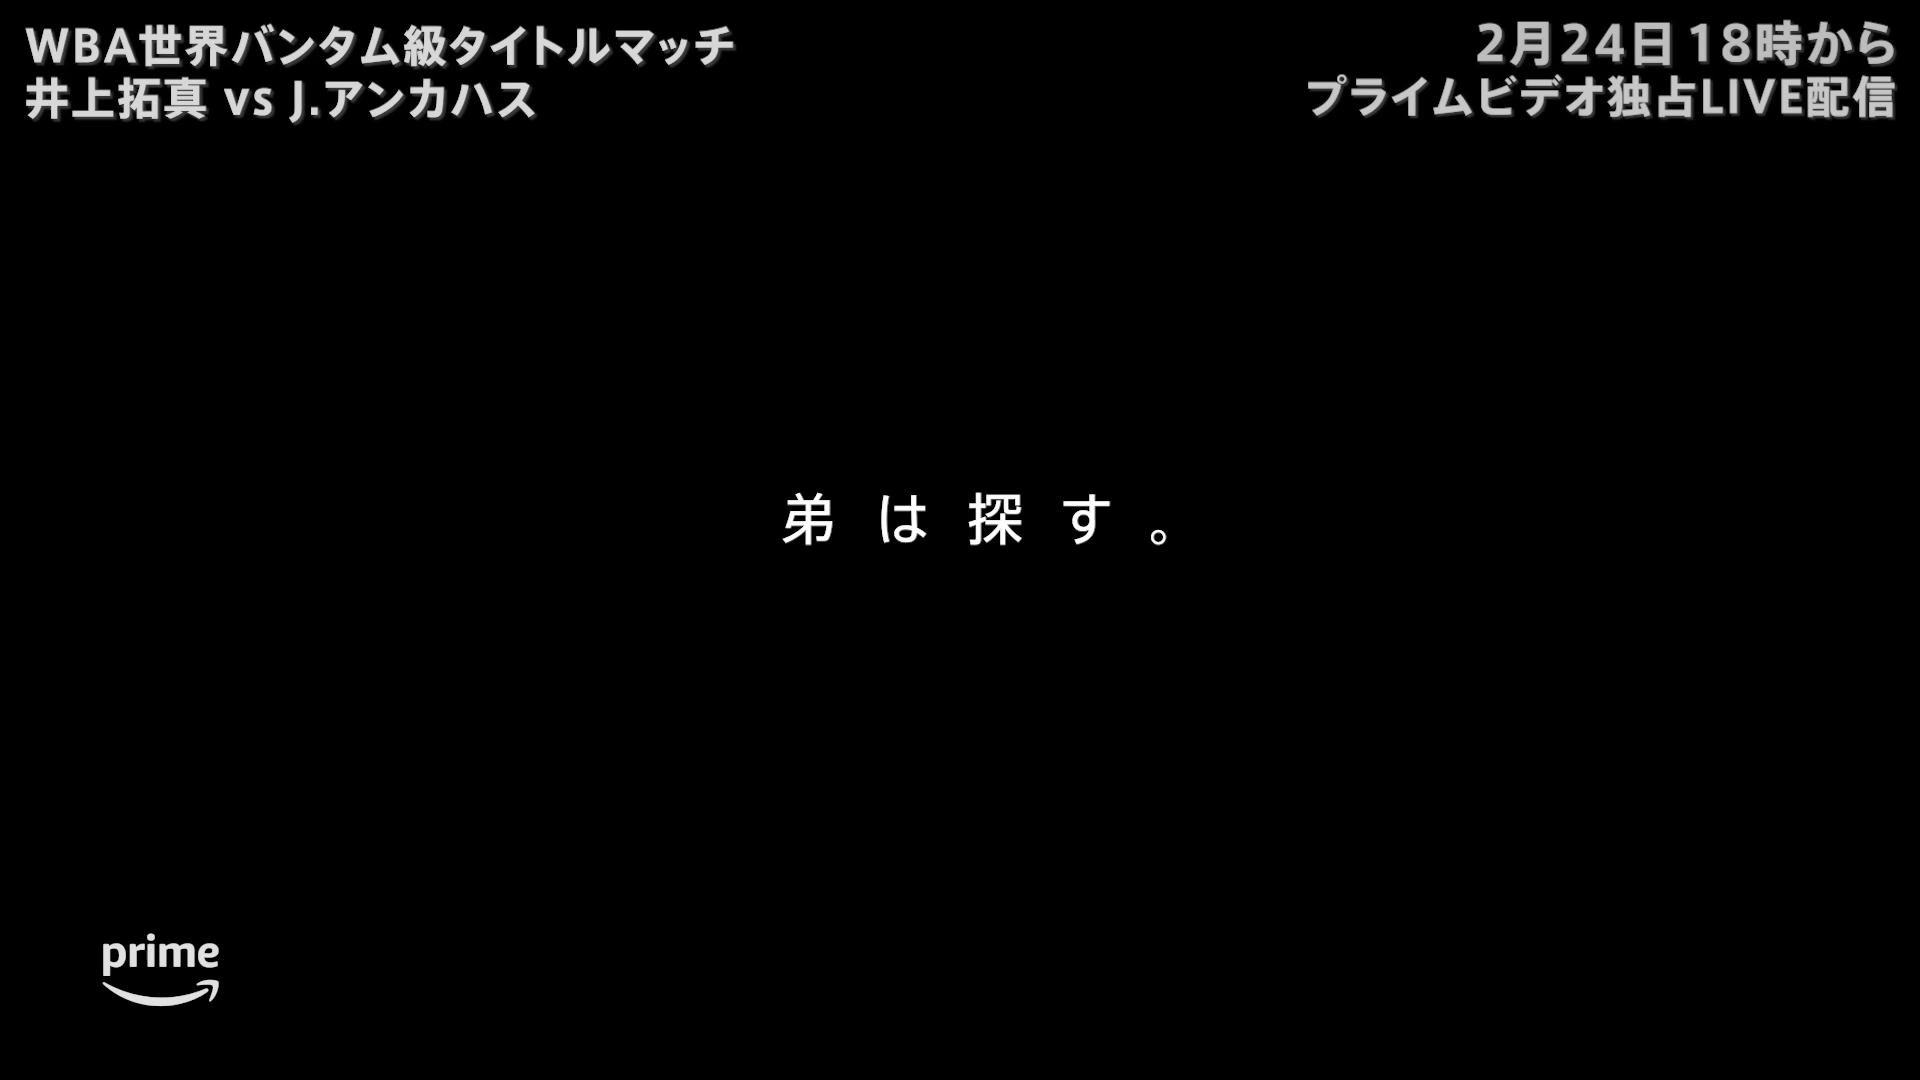 WBA世界バンタム級タイトルマッチ
井上拓真 vs J.アンカハス
2月24日18時から
プライムビデオ独占LIVE配信
弟は探す。
prime